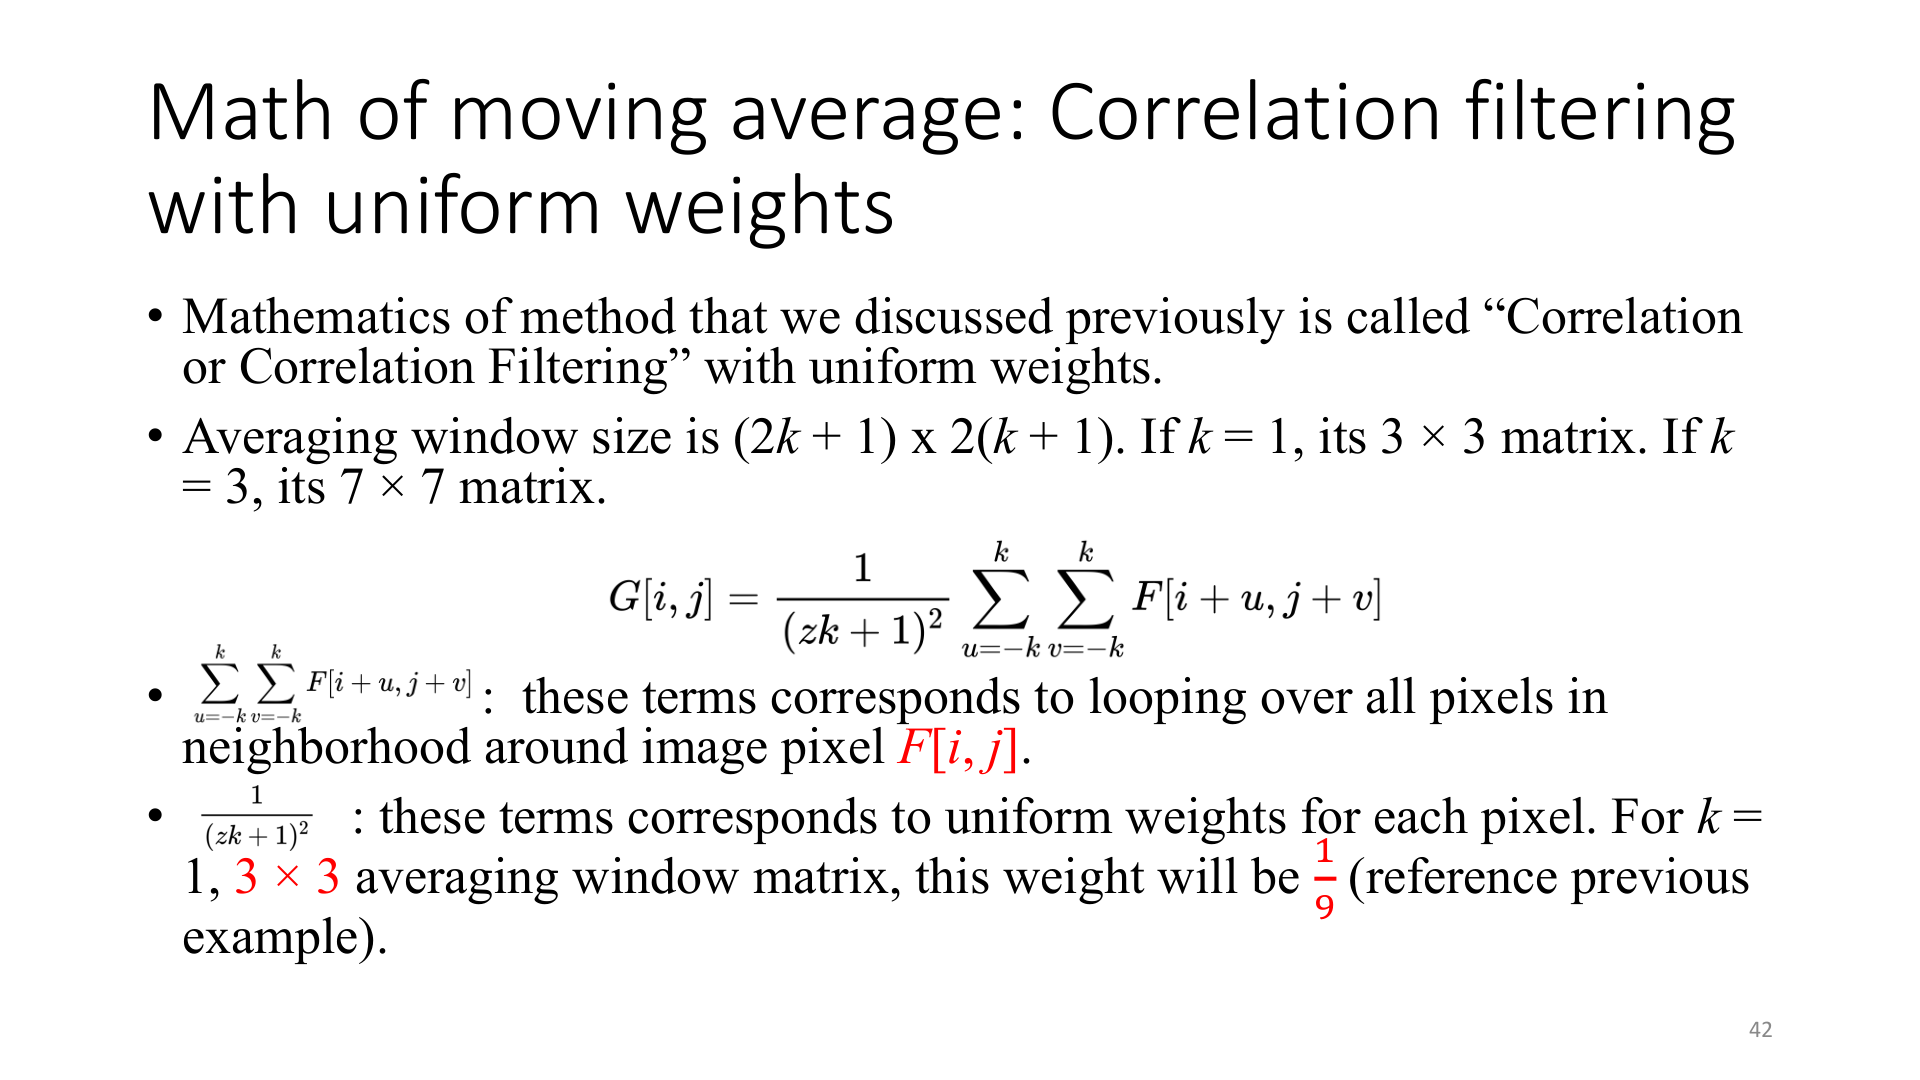 Math of moving average: Correlation filtering
with uniform weights
• Mathematics of method that we discussed previously is called “Correlation
or Correlation Filtering” with uniform weights.
• Averaging window size is (2k + 1) x 2(k + 1). If k = 1, its 3 × 3 matrix. If k
= 3, its 7 × 7 matrix.
G[i, j] = \frac{1}{(zk + 1)^2} \sum_{u=-k}^{k} \sum_{v=-k}^{k} F[i + u, j + v]
• \sum_{u=-k}^{k} \sum_{v=-k}^{k} F[i + u, j + v] : these terms corresponds to looping over all pixels in
neighborhood around image pixel F[i, j].
• \frac{1}{(zk + 1)^2} : these terms corresponds to uniform weights for each pixel. For k =
1, 3 × 3 averaging window matrix, this weight will be \frac{1}{9} (reference previous
example).
42